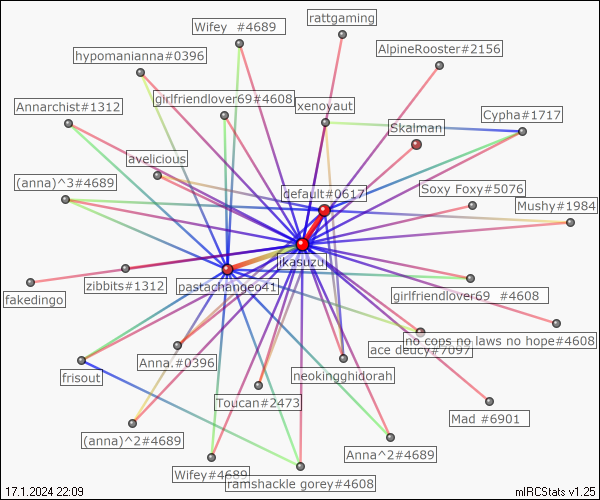 rattgaming
Wifey #4689
AlpineRooster#2156
hypomanianna#0396
girlfriendlover69#4608
xenoyaut
Annarchist#1312
Cypha#1717
Skalman
avelicious
(anna)^3#4689
default#0617
Soxy Foxy#5076
Mushy#1984
jkasuzu
pastachangeo41
zibbits#1312
fakedingo
girlfriendlover69 #4608
no cops no laws no hope#4608
ace deucy#7097
Anna.#0396
frisout
neokingghidorah
Toucan#2473
Mad #6901
(anna)^2#4689
Anna^2#4689
Wifey#4689
ramshackle gorey#4608
17.1.2024 22:09
mIRCStats v1.25